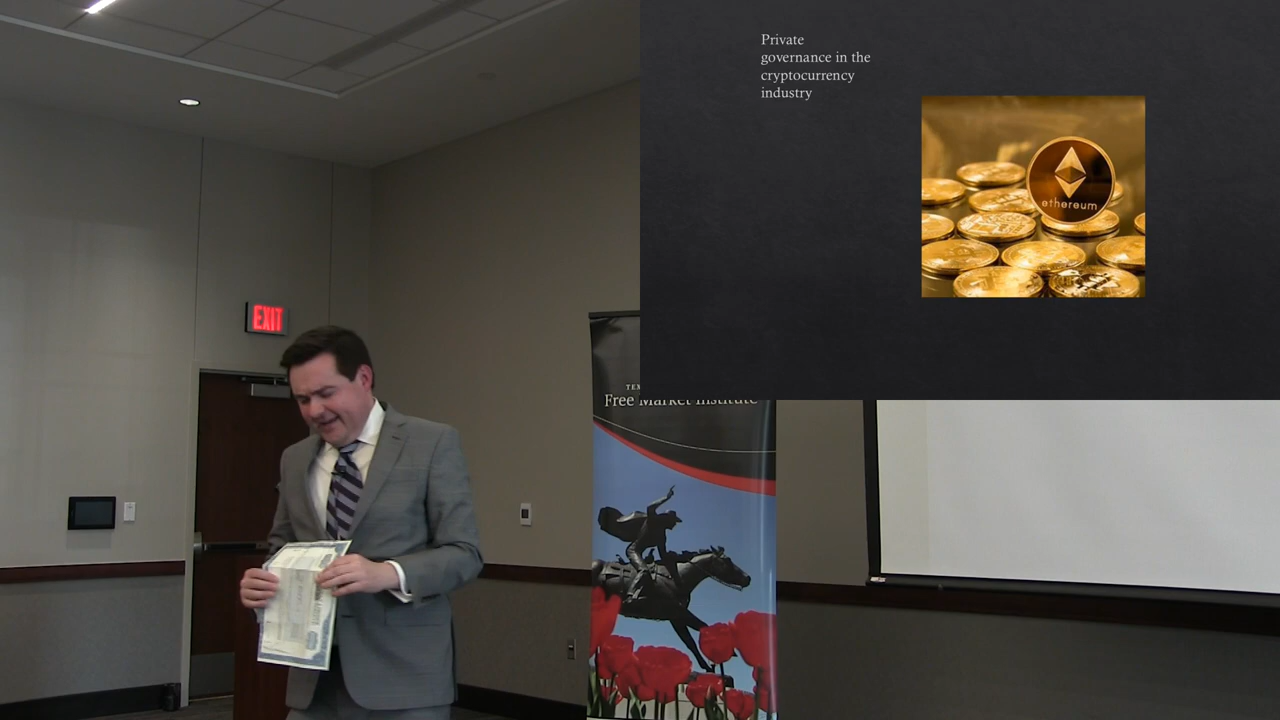 Private
governance in the
cryptocurrency
industry
ethereum
EXIT
Free Market Institute